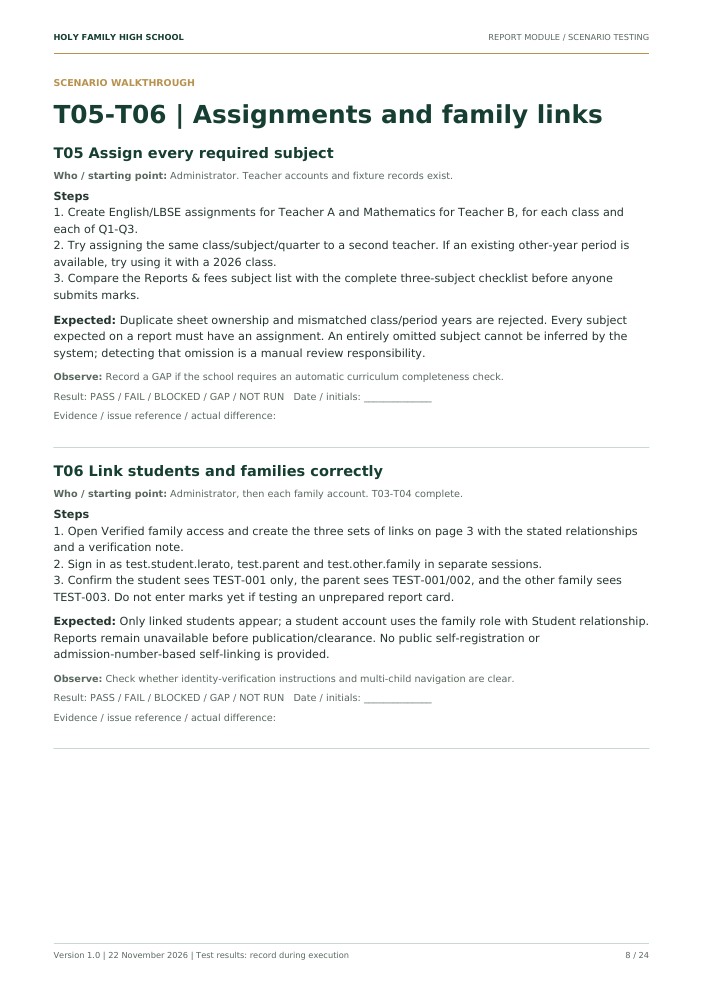 HOLY FAMILY HIGH SCHOOL
REPORT MODULE / SCENARIO TESTING
SCENARIO WALKTHROUGH
T05-T06 | Assignments and family links
T05 Assign every required subject
Who / starting point: Administrator. Teacher accounts and fixture records exist.
Steps
1. Create English/LBSE assignments for Teacher A and Mathematics for Teacher B, for each class and
each of Q1-Q3.
2. Try assigning the same class/subject/quarter to a second teacher. If an existing other-year period is
available, try using it with a 2026 class.
3. Compare the Reports & fees subject list with the complete three-subject checklist before anyone
submits marks.
Expected: Duplicate sheet ownership and mismatched class/period years are rejected. Every subject
expected on a report must have an assignment. An entirely omitted subject cannot be inferred by the
system; detecting that omission is a manual review responsibility.
Observe: Record a GAP if the school requires an automatic curriculum completeness check.
Result: PASS / FAIL / BLOCKED / GAP / NOT RUN Date / initials: ______________
Evidence / issue reference / actual difference:
T06 Link students and families correctly
Who / starting point: Administrator, then each family account. T03-T04 complete.
Steps
1. Open Verified family access and create the three sets of links on page 3 with the stated relationships
and a verification note.
2. Sign in as test.student.lerato, test.parent and test.other.family in separate sessions.
3. Confirm the student sees TEST-001 only, the parent sees TEST-001/002, and the other family sees
TEST-003. Do not enter marks yet if testing an unprepared report card.
Expected: Only linked students appear; a student account uses the family role with Student relationship.
Reports remain unavailable before publication/clearance. No public self-registration or
admission-number-based self-linking is provided.
Observe: Check whether identity-verification instructions and multi-child navigation are clear.
Result: PASS / FAIL / BLOCKED / GAP / NOT RUN Date / initials: ______________
Evidence / issue reference / actual difference:
Version 1.0 | 22 November 2026 | Test results: record during execution
8 / 24